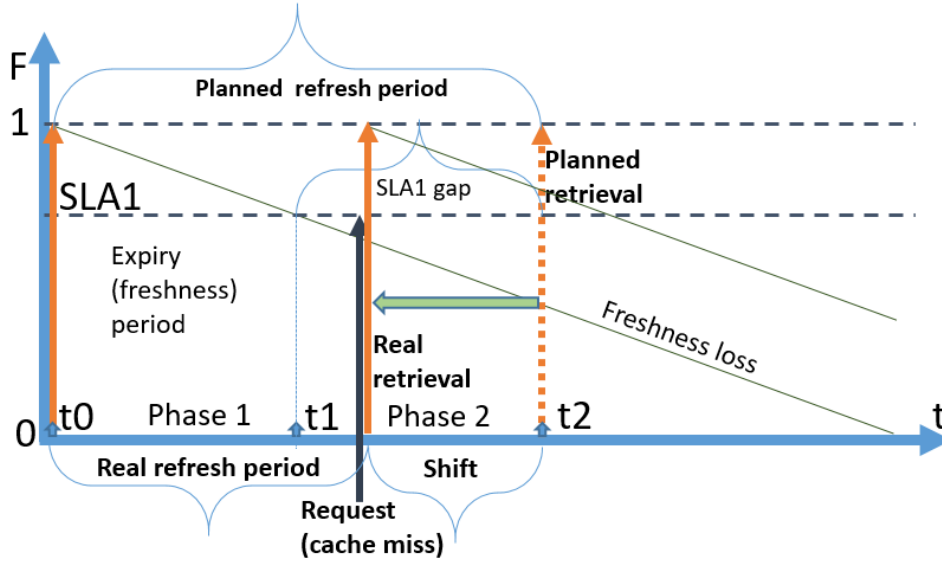 F
Planned refresh period
1
Planned
retrieval
SLA1
SLA1 gap
Expiry
(freshness)
period
Freshness loss
Real
retrieval
0
t0
Phase 1
t1
Phase 2
t2
t
Real refresh period
Shift
Request
(cache miss)